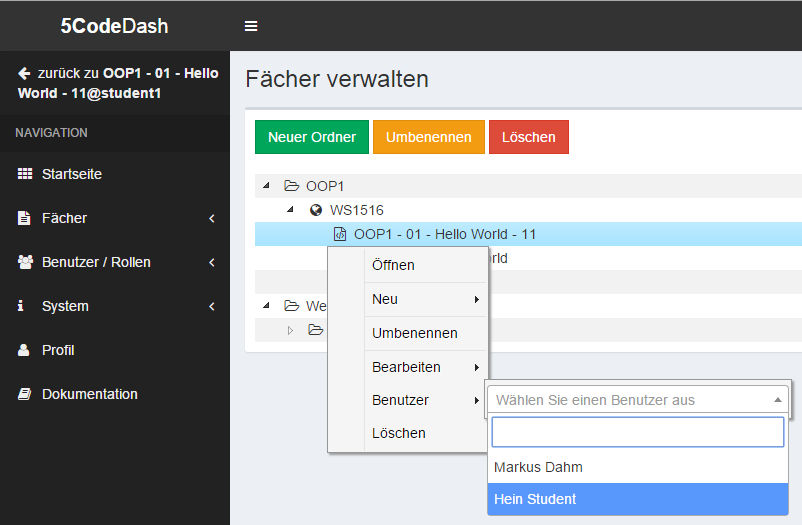 5CodeDash
zurück zu OOP1 - 01 - Hello
World - 11@student1
NAVIGATION
Startseite
Fächer
Benutzer / Rollen
System
Profil
Dokumentation
Fächer verwalten
Neuer Ordner
Umbenennen
Löschen
OOP1
WS1516
OOP1 - 01 - Hello World - 11
rld
We
Öffnen
Neu
Umbenennen
Bearbeiten
Benutzer
Löschen
Wählen Sie einen Benutzer aus
Markus Dahm
Hein Student